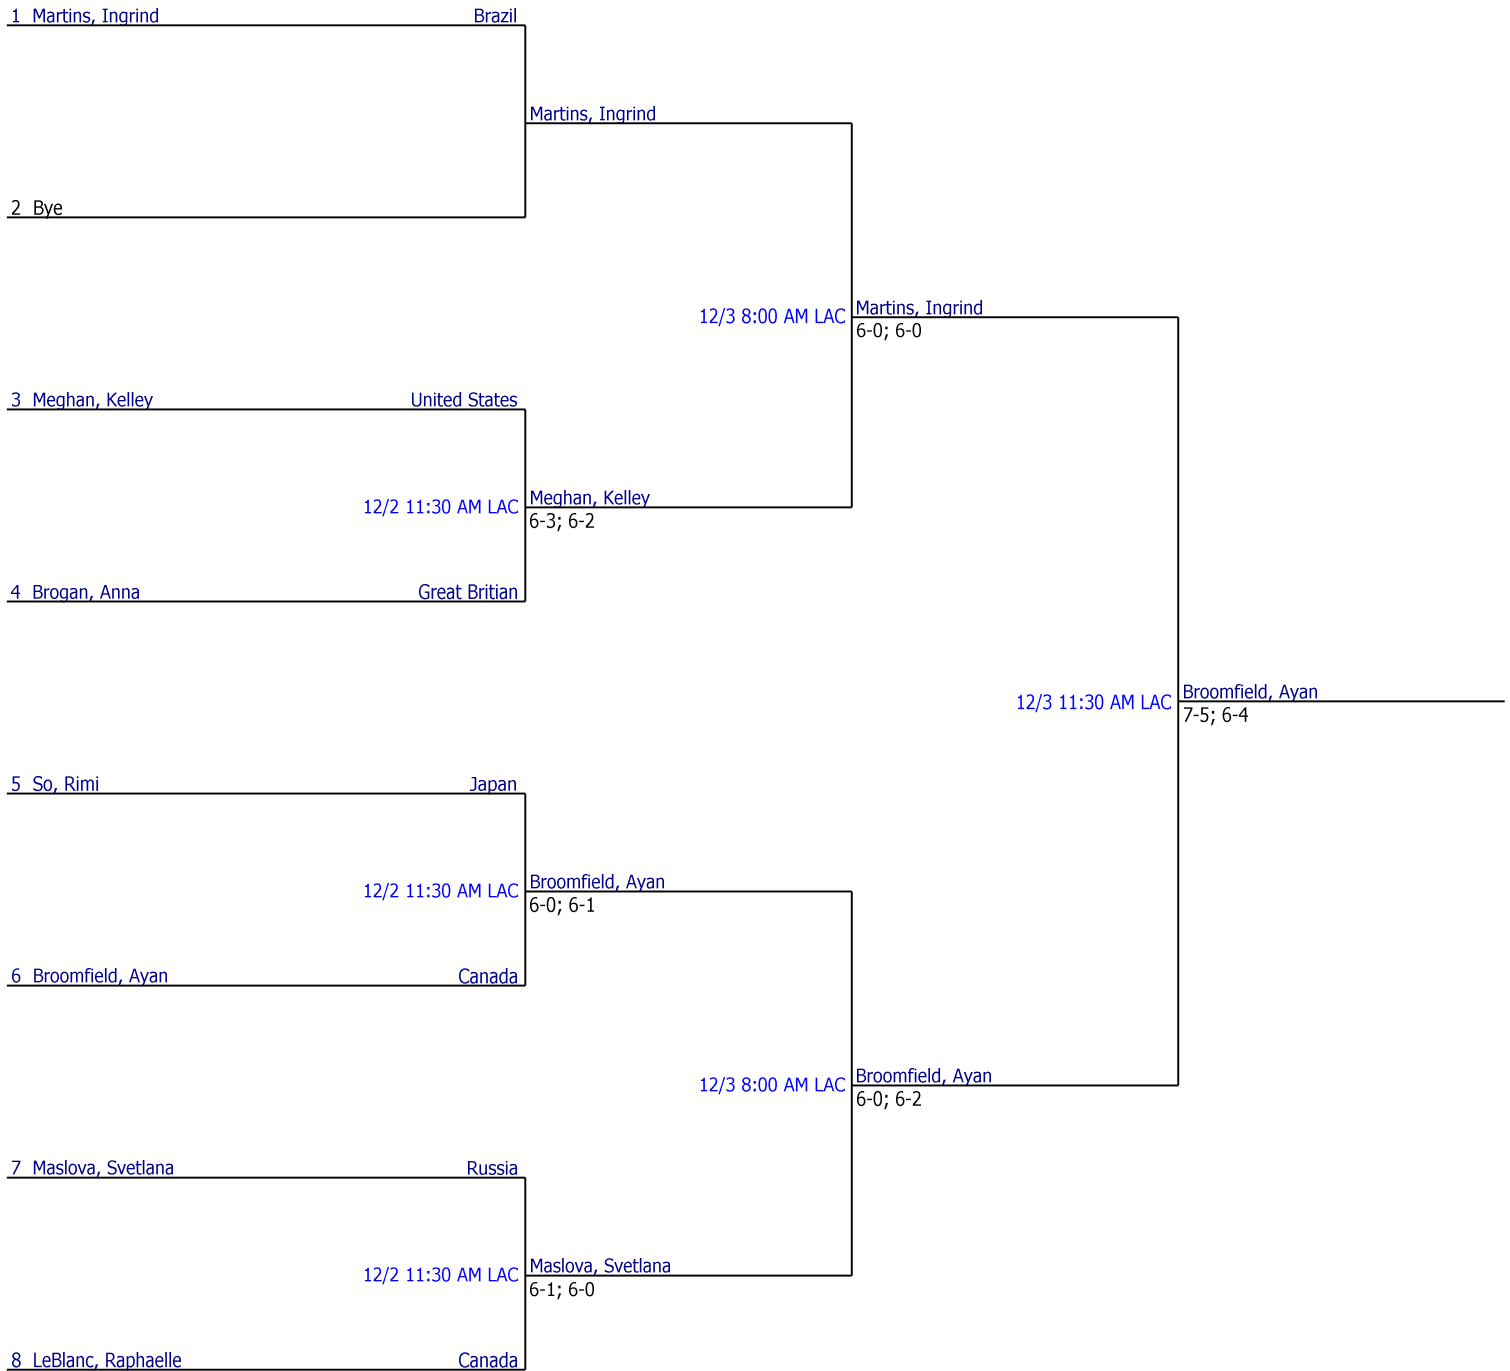 1 Martins, Ingrind Brazil
Martins, Ingrind
2 Bye
12/3 8:00 AM LAC Martins, Ingrind
6-0; 6-0
3 Meghan, Kelley United States
12/2 11:30 AM LAC Meghan, Kelley
6-3; 6-2
4 Brogan, Anna Great Britian
12/3 11:30 AM LAC Broomfield, Ayan
7-5; 6-4
5 So, Rimi Japan
12/2 11:30 AM LAC Broomfield, Ayan
6-0; 6-1
6 Broomfield, Ayan Canada
12/3 8:00 AM LAC Broomfield, Ayan
6-0; 6-2
7 Maslova, Svetlana Russia
12/2 11:30 AM LAC Maslova, Svetlana
6-1; 6-0
8 LeBlanc, Raphaelle Canada